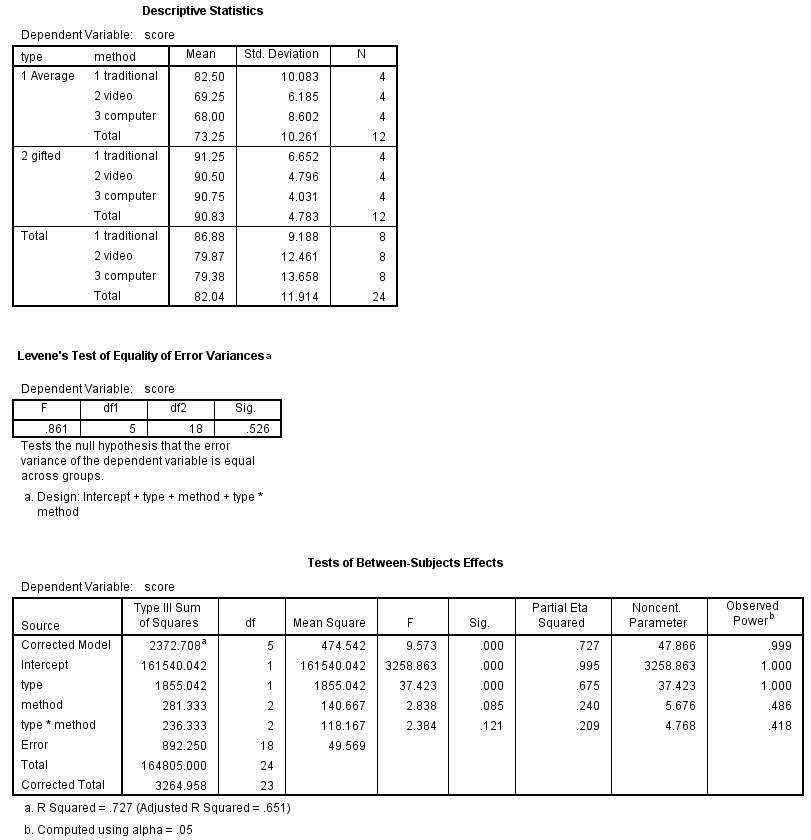 Descriptive Statistics
Dependent Variable: score
type method Mean Std. Deviation N
1 Average 1 traditional 82.50 10.083 4
2 video 69.25 6.185 4
3 computer 68.00 8.602 4
Total 73.25 10.261 12
2 gifted 1 traditional 91.25 6.652 4
2 video 90.50 4.796 4
3 computer 90.75 4.031 4
Total 90.83 4.783 12
Total 1 traditional 86.88 9.188 8
2 video 79.87 12.461 8
3 computer 79.38 13.658 8
Total 82.04 11.914 24
Levene's Test of Equality of Error Variances a
Dependent Variable: score
F df1 df2 Sig.
.861 5 18 .526
Tests the null hypothesis that the error
variance of the dependent variable is equal
across groups.
a. Design: Intercept + type + method + type *
method
Tests of Between-Subjects Effects
Dependent Variable: score
Source Type III Sum of Squares df Mean Square F Sig. Partial Eta Squared Noncent. Parameter Observed Power b
Corrected Model 2372.708 a 5 474.542 9.573 .000 .727 47.866 .999
Intercept 161540.042 1 161540.042 3258.863 .000 .995 3258.863 1.000
type 1855.042 1 1855.042 37.423 .000 .675 37.423 1.000
method 281.333 2 140.667 2.838 .085 .240 5.676 .486
type * method 236.333 2 118.167 2.384 .121 .209 4.768 .418
Error 892.250 18 49.569
Total 164805.000 24
Corrected Total 3264.958 23
a. R Squared = .727 (Adjusted R Squared = .651)
b. Computed using alpha = .05